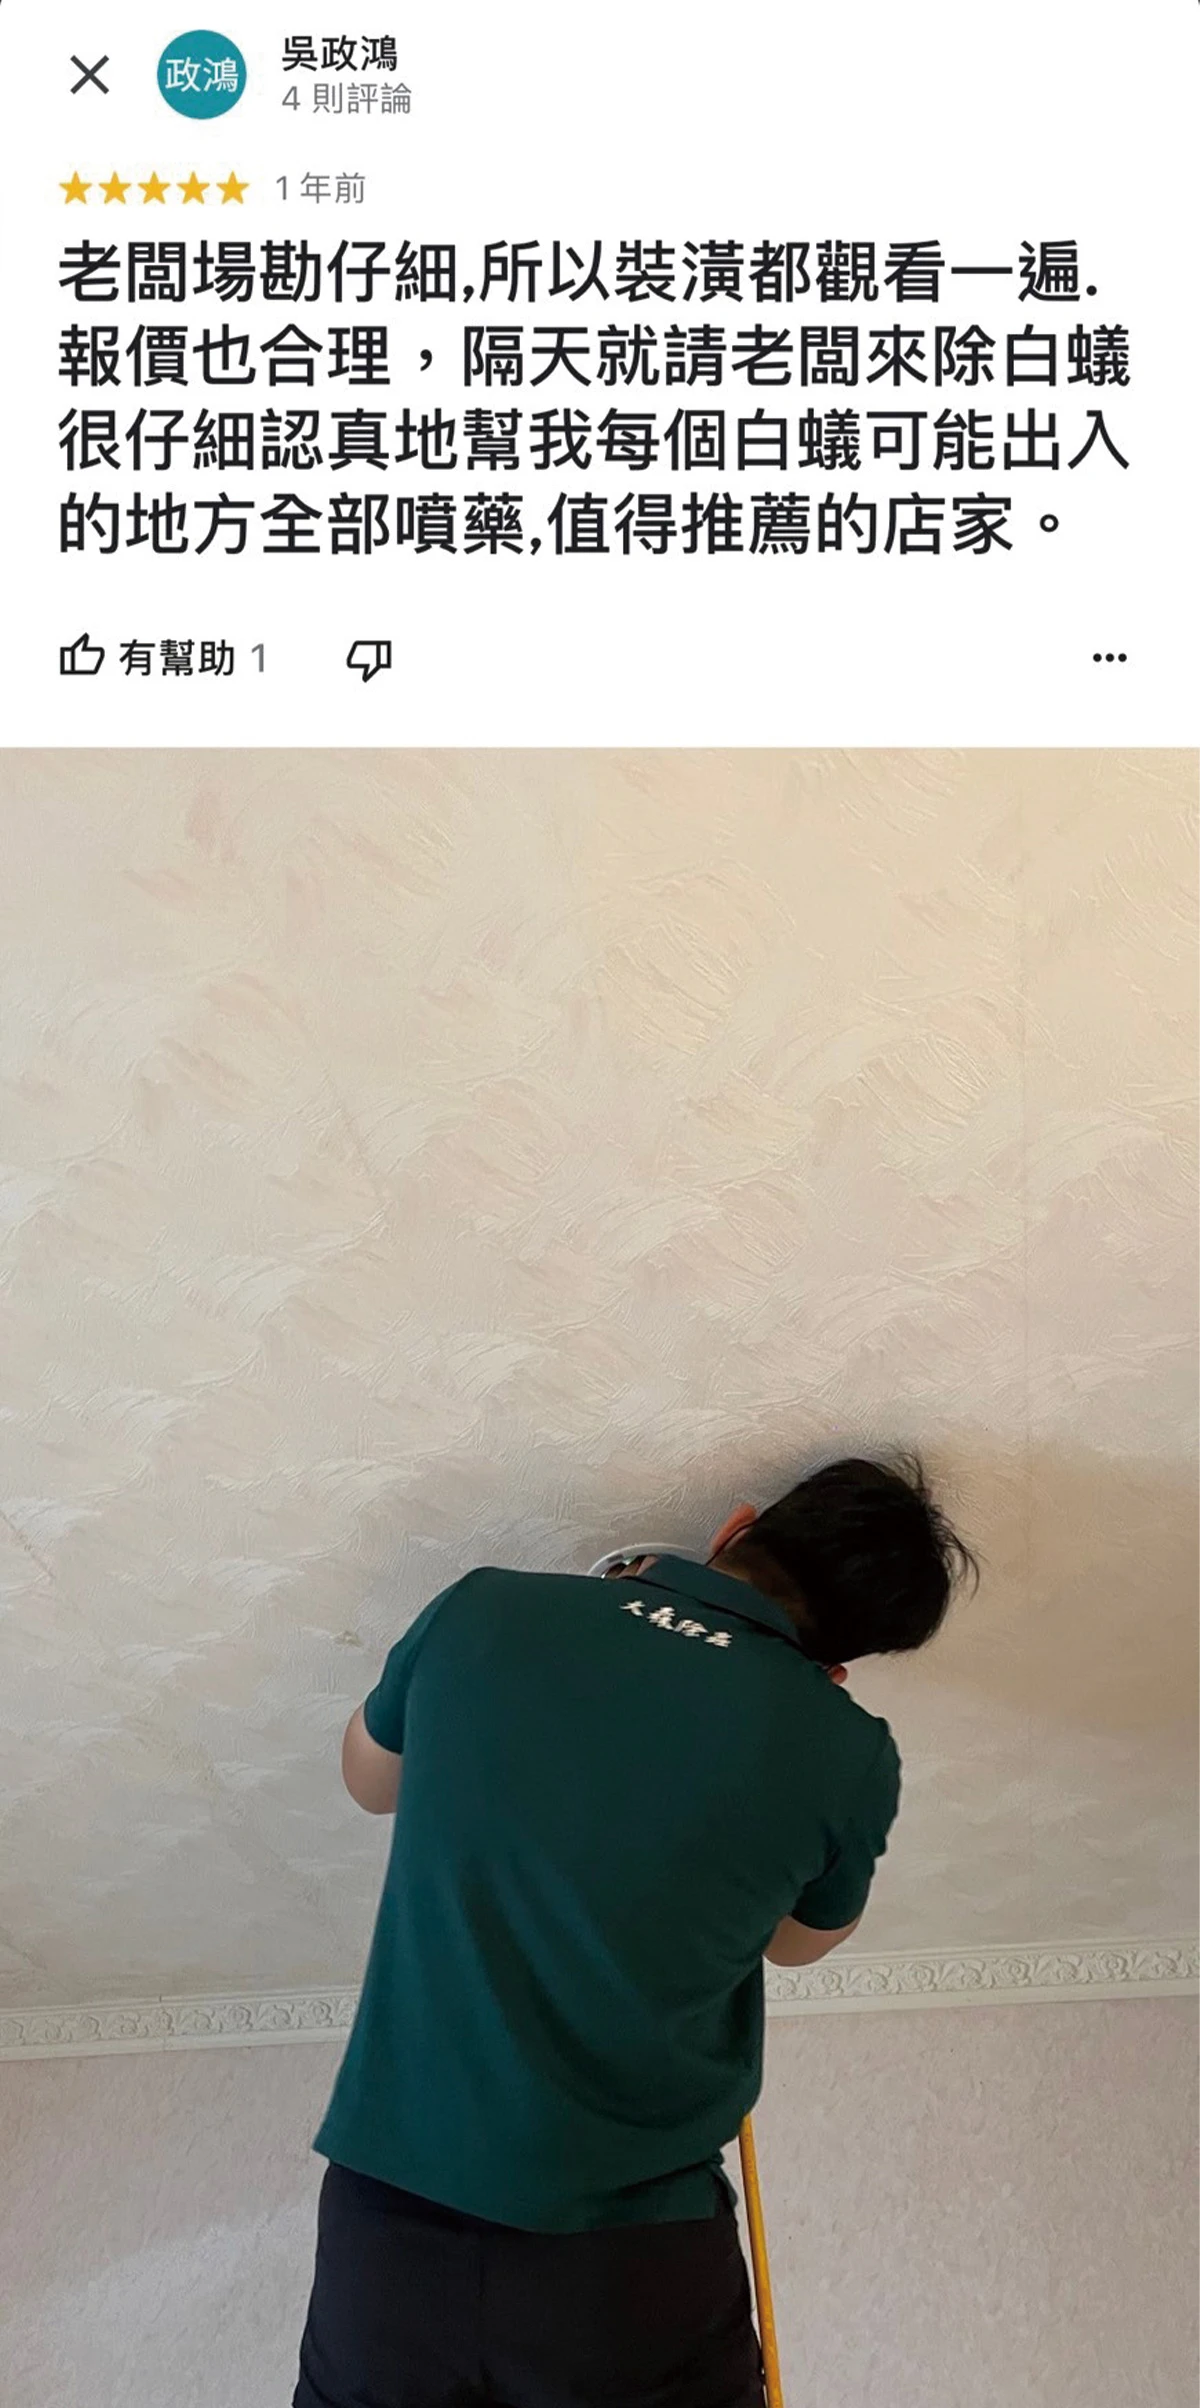 政鴻
吳政鴻
4 則評論
1 年前
老闆場勘仔細,所以裝潢都觀看一遍.
報價也合理，隔天就請老闆來除白蟻
很仔細認真地幫我每個白蟻可能出入
的地方全部噴藥,值得推薦的店家。
有幫助 1
大森除蟲